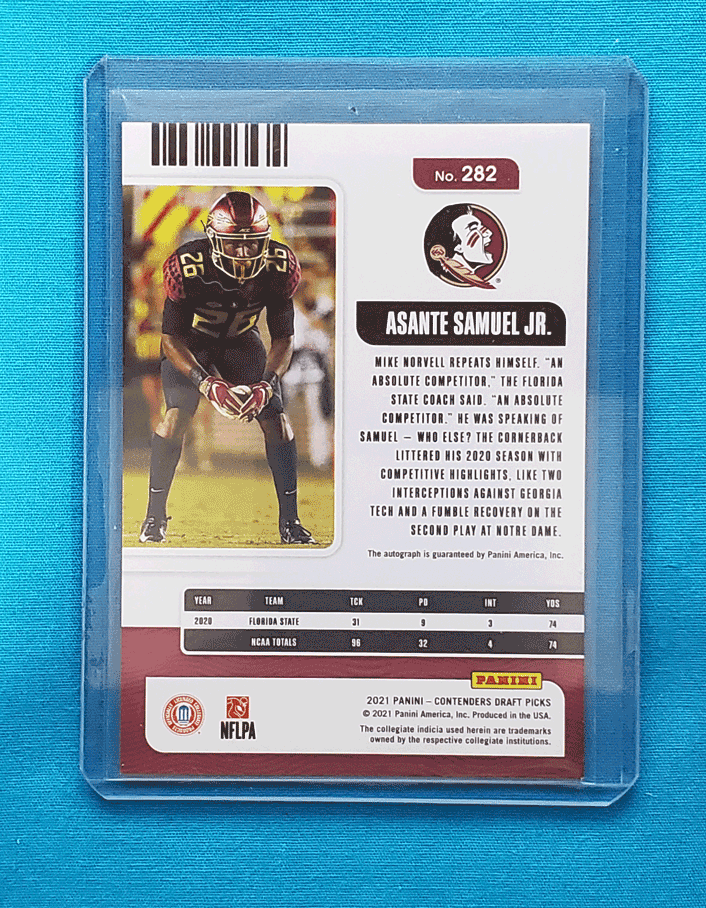 No. 282
26
26
26
ASANTE SAMUEL JR.
MIKE NORVELL REPEATS HIMSELF. "AN
ABSOLUTE COMPETITOR," THE FLORIDA
STATE COACH SAID. "AN ABSOLUTE
COMPETITOR." HE WAS SPEAKING OF
SAMUEL – WHO ELSE? THE CORNERBACK
LITTERED HIS 2020 SEASON WITH
COMPETITIVE HIGHLIGHTS, LIKE TWO
INTERCEPTIONS AGAINST GEORGIA
TECH AND A FUMBLE RECOVERY ON THE
SECOND PLAY AT NOTRE DAME.
The autograph is guaranteed by Panini America, Inc.
YEAR TEAM TCK PD INT YDS
2020 FLORIDA STATE 31 9 3 74
NCAA TOTALS 96 32 4 74
PANINI
2021 PANINI – CONTENDERS DRAFT PICKS
© 2021 Panini America, Inc. Produced in the USA.
The collegiate indicia used herein are trademarks
owned by the respective collegiate institutions.
NFLPA